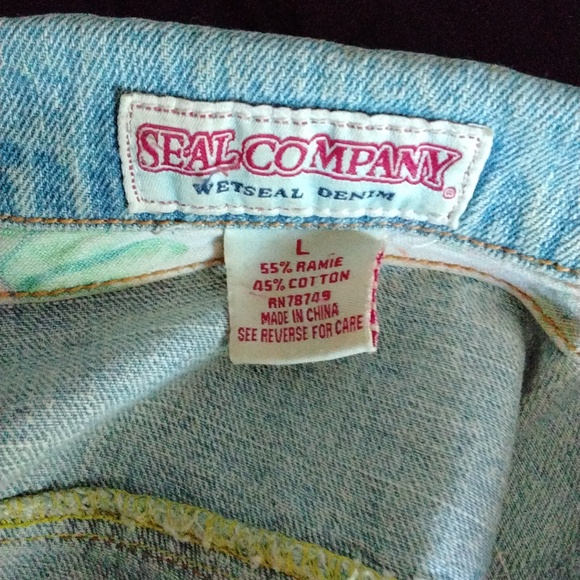 SEAL COMPANY ®
WETSEAL DENIM
L
55% RAMIE
45% COTTON
RN78749
MADE IN CHINA
SEE REVERSE FOR CARE